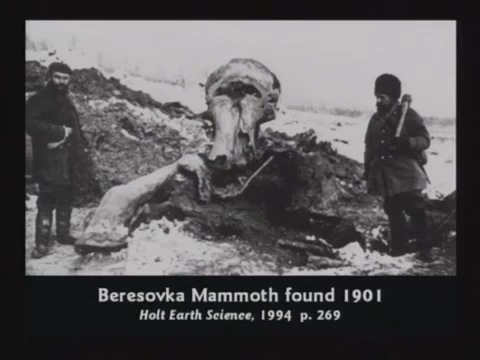 Beresovka Mammoth found 1901
Holt Earth Science, 1994 p. 269